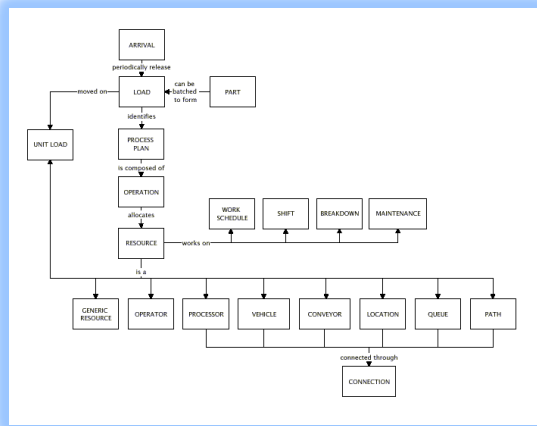 ARRIVAL
periodically release
LOAD
can be
batched
to form
PART
moved on
identifies
UNIT LOAD
PROCESS
PLAN
is composed of
OPERATION
allocates
WORK
SCHEDULE
SHIFT
BREAKDOWN
MAINTENANCE
RESOURCE
works on
is a
GENERIC
RESOURCE
OPERATOR
PROCESSOR
VEHICLE
CONVEYOR
LOCATION
QUEUE
PATH
connected through
CONNECTION